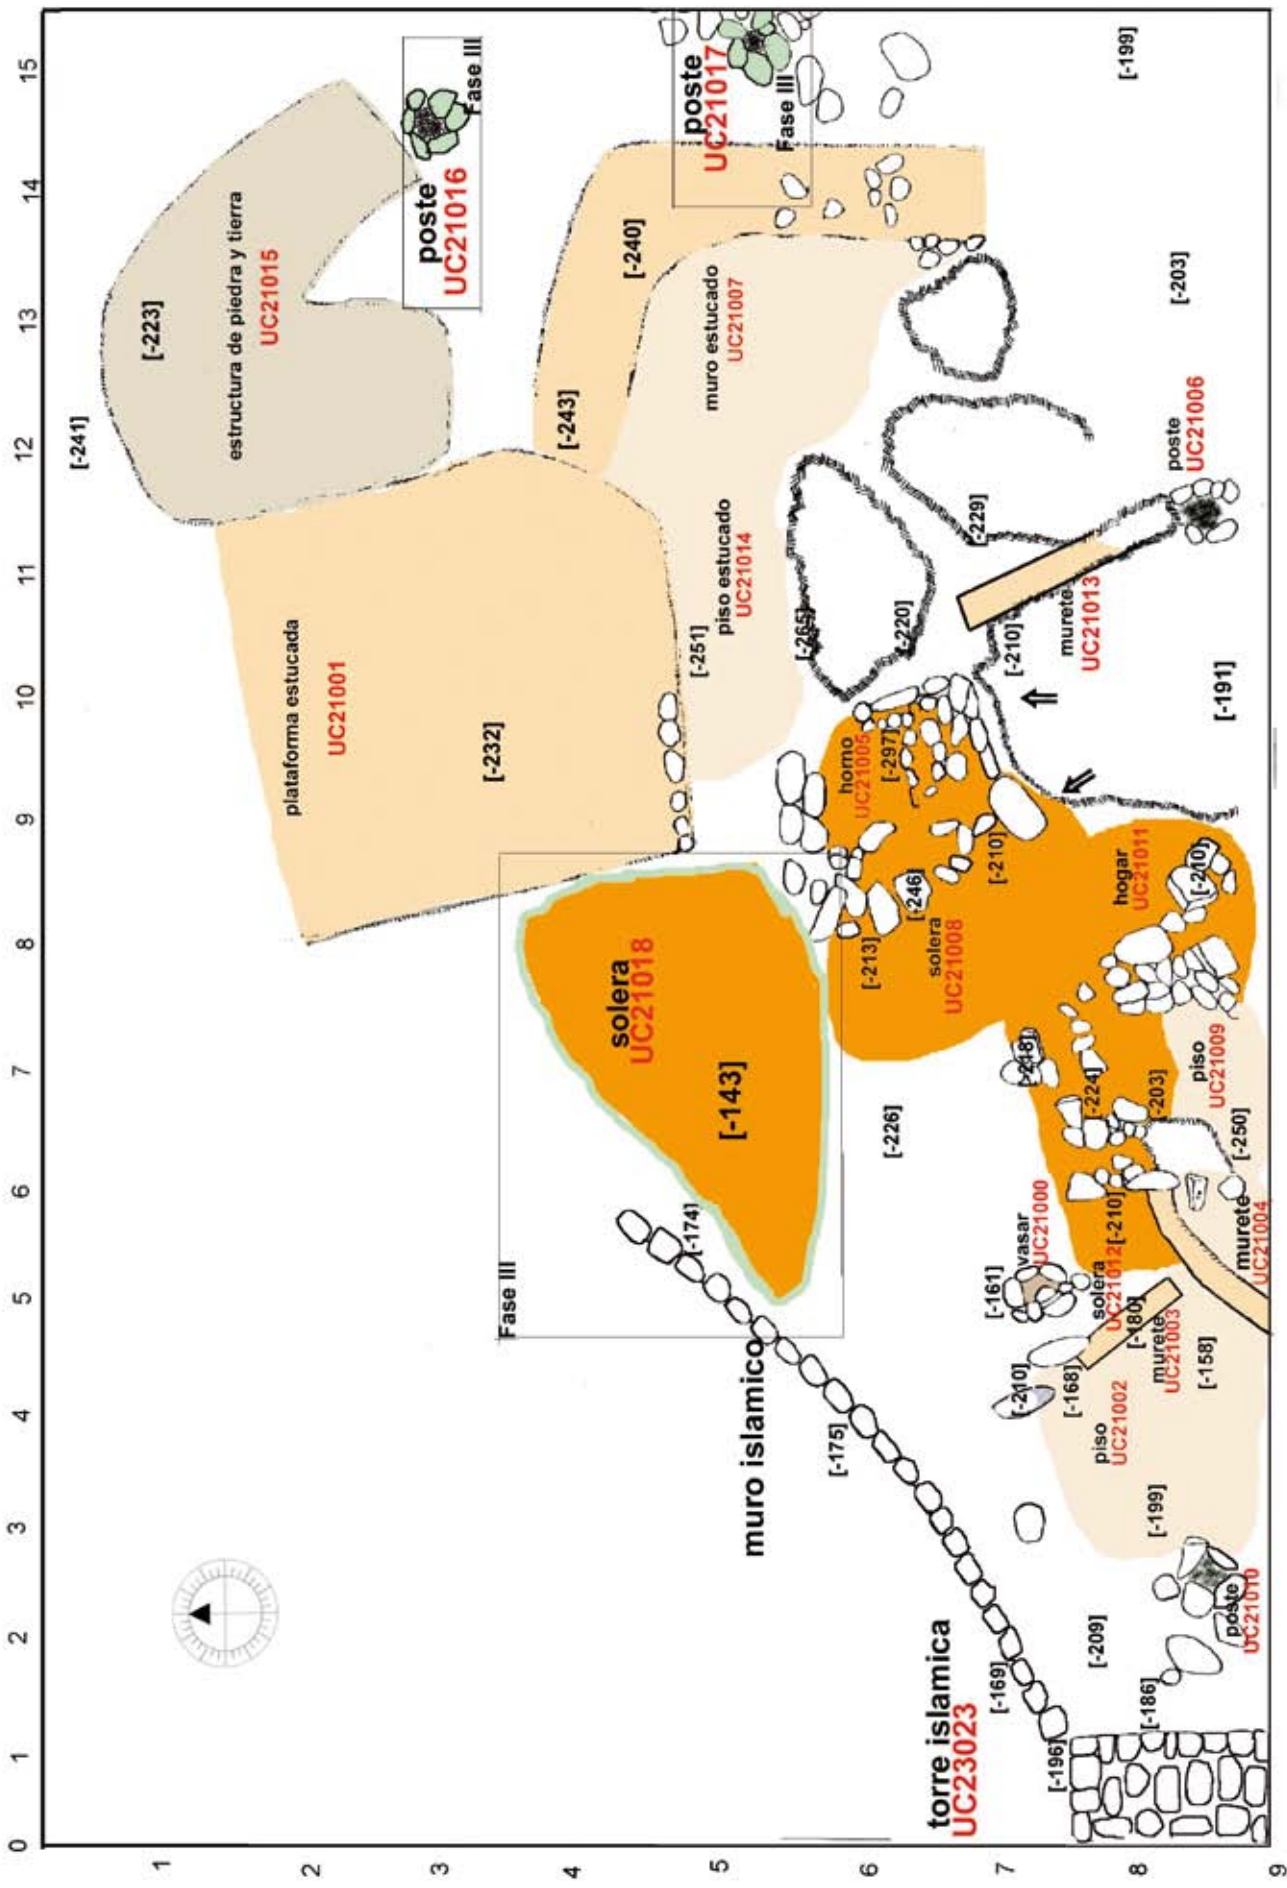 0 1 2 3 4 5 6 7 8 9 10 11 12 13 14 15
1
2
3
4
5
6
7
8
9
[-241]
[-223]
estructura de piedra y tierra
UC21015
poste
UC21016
Fase III
plataforma estucada
UC21001
[-232]
[-243]
[-240]
poste
UC21017
Fase III
muro estucado
UC21007
piso estucado
UC21014
[-251]
[-199]
[-203]
[-265]
[-220]
[-229]
poste
UC21006
murete
UC21013
[-210]
[-191]
Fase III
solera
UC21018
[-143]
horno
UC21005
[-297]
[-246]
[-210]
[-213]
solera
UC21008
hogar
UC21011
[-210]
[-226]
[-218]
[-224]
[-203]
piso
UC21009
[-250]
[-174]
muro islamico
[-175]
vasar
UC21000
[-161]
solera
UC21012
[-210]
murete
UC21004
[-180]
murete
UC21003
[-158]
[-210]
[-168]
piso
UC21002
[-199]
poste
UC21010
[-209]
[-186]
[-169]
torre islamica
UC23023
[-196]